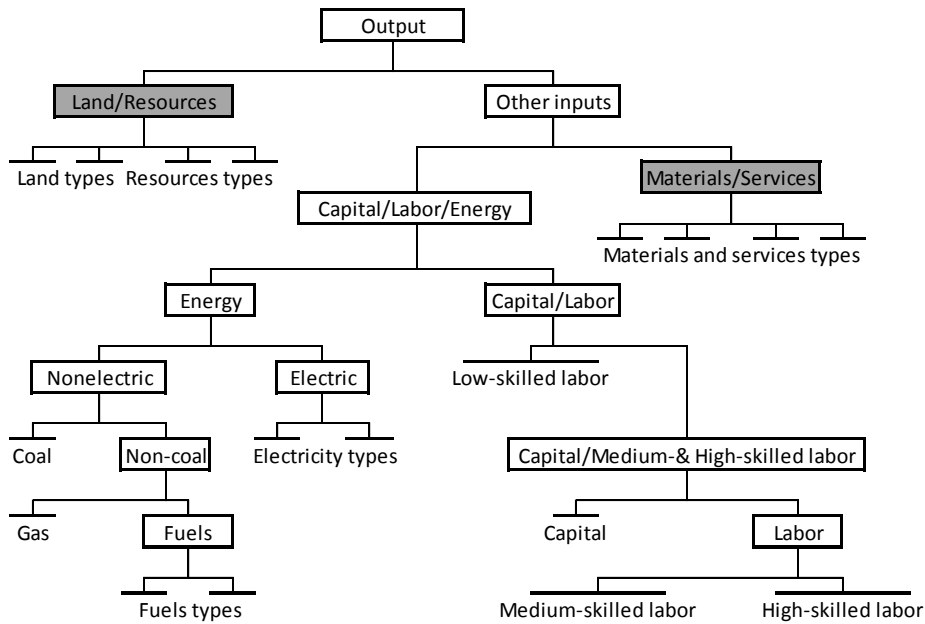 Output
Land/Resources
Other inputs
Land types
Resources types
Capital/Labor/Energy
Materials/Services
Materials and services types
Energy
Capital/Labor
Nonelectric
Electric
Low-skilled labor
Coal
Non-coal
Electricity types
Capital/Medium-& High-skilled labor
Gas
Fuels
Capital
Labor
Fuels types
Medium-skilled labor
High-skilled labor